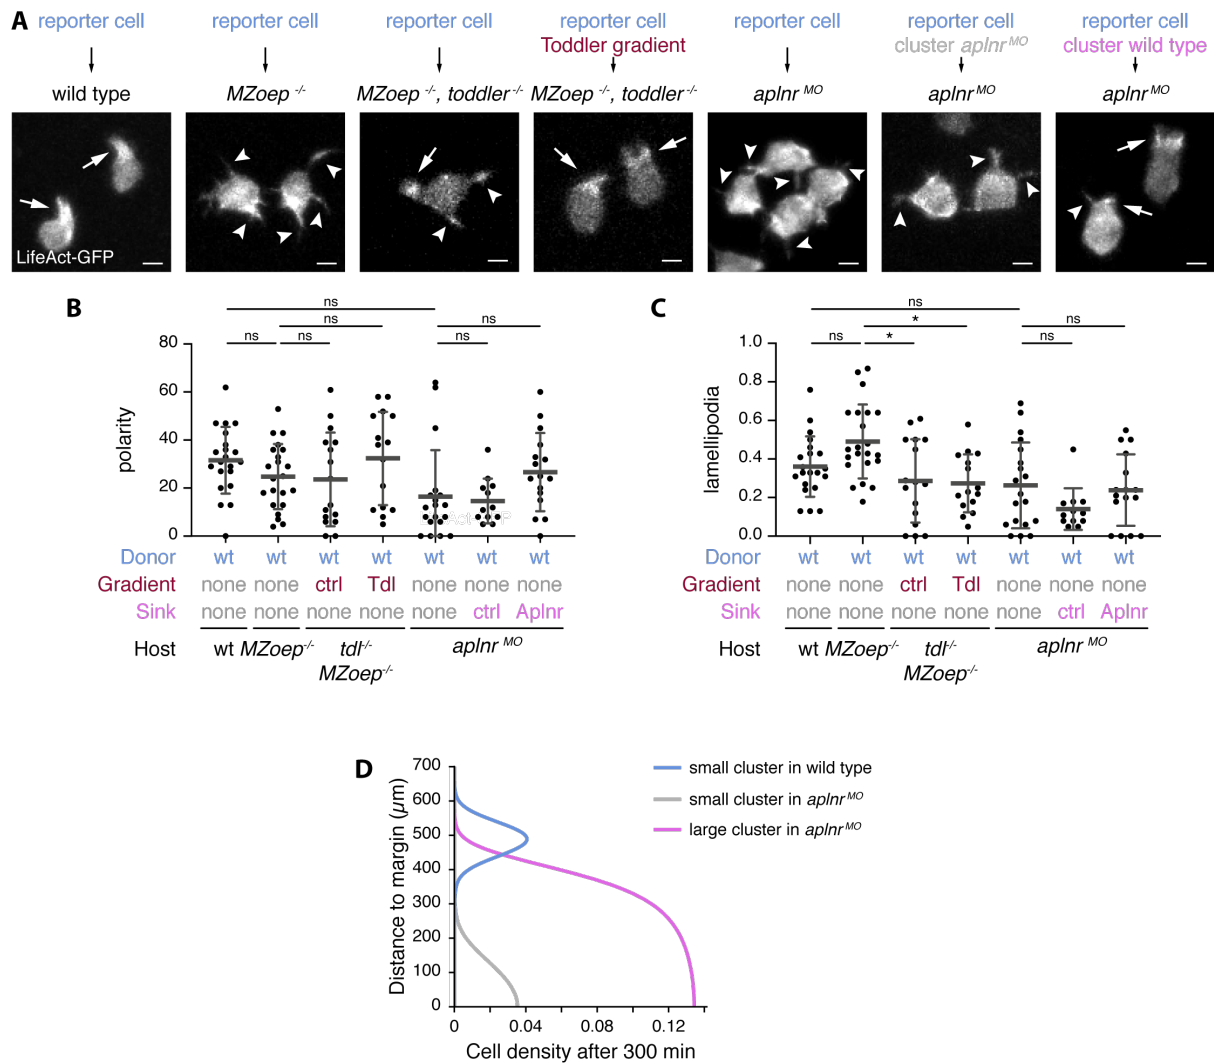 A
reporter cell reporter cell reporter cell reporter cell reporter cell reporter cell reporter cell
Toddler gradient cluster aplnr MO cluster wild type
wild type MZoep -/- MZoep -/-, toddler -/- MZoep -/-, toddler -/- aplnr MO aplnr MO aplnr MO
LifeAct-GFP
B
ns
ns ns
ns ns ns
80
60
40
20
0
polarity
Donor wt wt wt wt wt wt wt
Gradient none none ctrl Tdl none none none
Sink none none none none none ctrl Aplnr
Host wt MZoep-/- tdl-/- aplnr MO
MZoep-/-
C
ns
* ns
ns * ns
1.0
0.8
0.6
0.4
0.2
0.0
lamellipodia
Donor wt wt wt wt wt wt wt
Gradient none none ctrl Tdl none none none
Sink none none none none none ctrl Aplnr
Host wt MZoep-/- tdl-/- aplnr MO
MZoep-/-
D
700
600
500
400
300
200
100
0
Distance to margin (µm)
0 0.04 0.08 0.12
Cell density after 300 min
small cluster in wild type
small cluster in aplnr MO
large cluster in aplnr MO